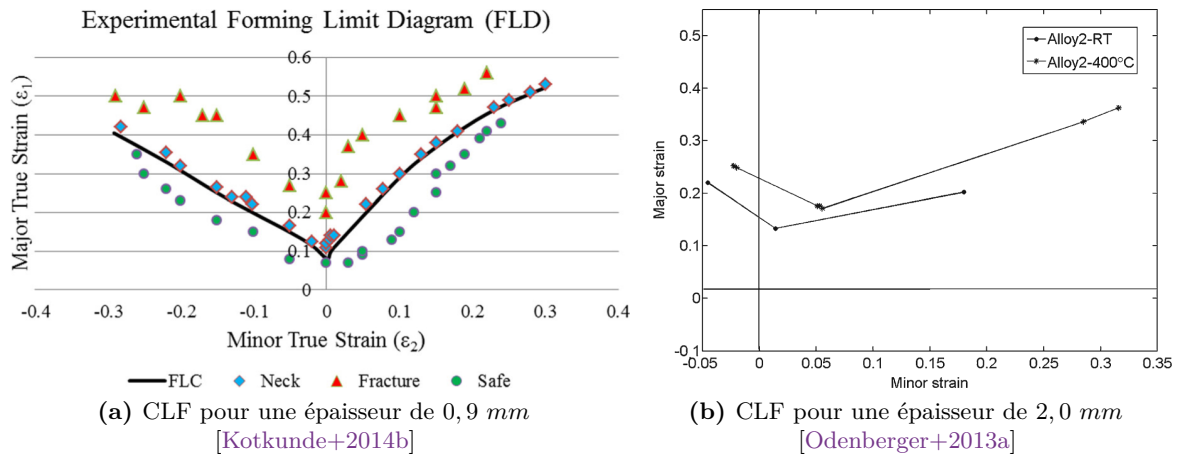 Experimental Forming Limit Diagram (FLD)
Major True Strain (ε₁)
0.6
0.5
0.4
0.3
0.2
0.1
0
-0.4
-0.3
-0.2
-0.1
0
0.1
0.2
0.3
0.4
Minor True Strain (ε₂)
FLC
Neck
Fracture
Safe
(a) CLF pour une épaisseur de 0,9 mm
[Kotkunde+2014b]
Major strain
0.5
0.4
0.3
0.2
0.1
0
-0.1
-0.05
0
0.05
0.1
0.15
0.2
0.25
0.3
0.35
Minor strain
Alloy2-RT
Alloy2-400°C
(b) CLF pour une épaisseur de 2,0 mm
[Odenberger+2013a]